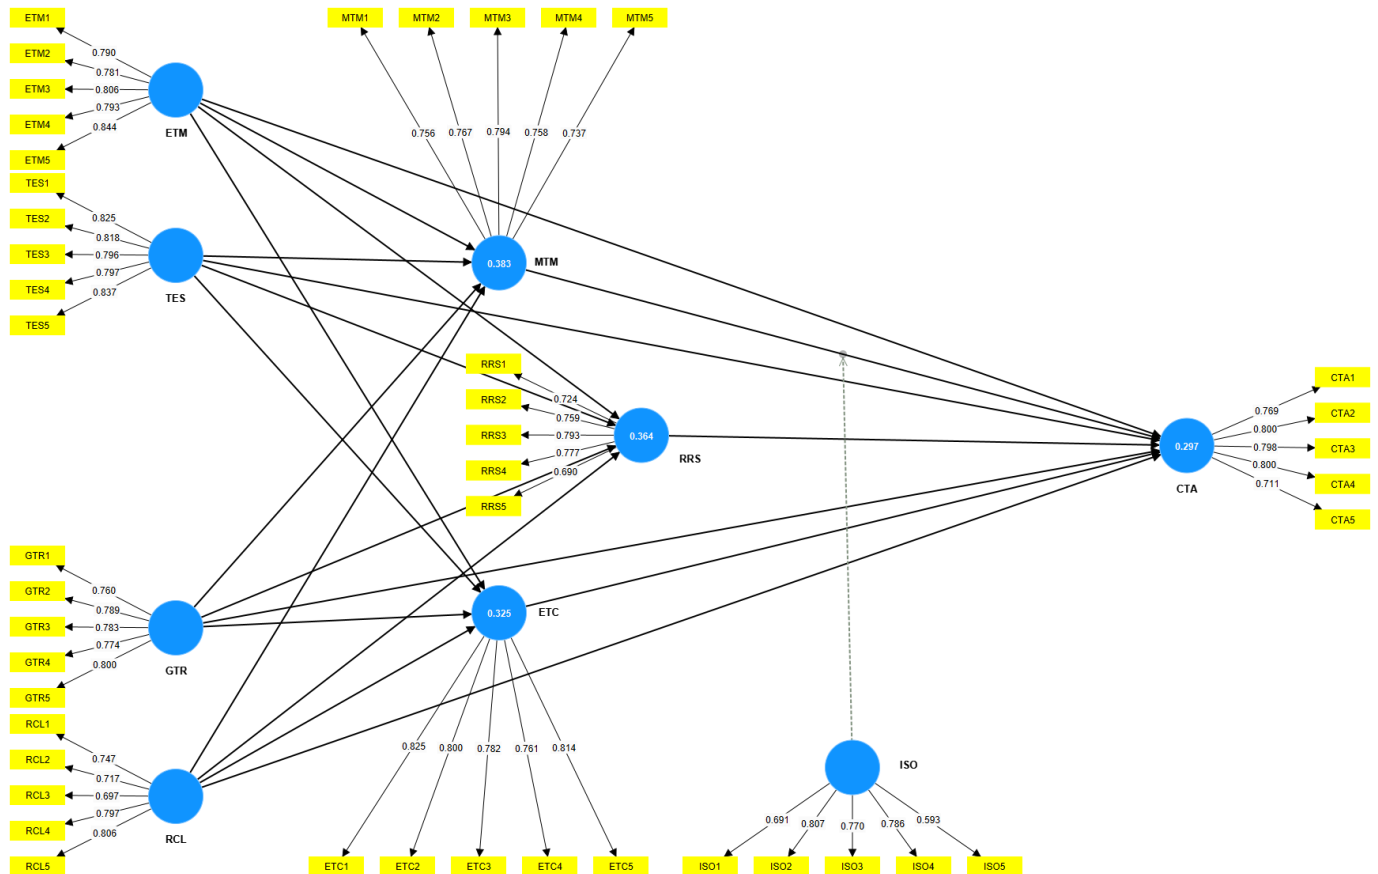 ETM1
ETM2
ETM3
ETM4
ETM5
0.790
0.781
0.806
0.793
0.844
ETM
TES1
TES2
TES3
TES4
TES5
0.825
0.818
0.796
0.797
0.837
TES
MTM1 MTM2 MTM3 MTM4 MTM5
0.756 0.767 0.794 0.758 0.737
0.383
MTM
RRS1
RRS2
RRS3
RRS4
RRS5
0.724
0.759
0.793
0.777
0.690
0.364
RRS
GTR1
GTR2
GTR3
GTR4
GTR5
0.760
0.789
0.783
0.774
0.800
GTR
RCL1
RCL2
RCL3
RCL4
RCL5
0.747
0.717
0.697
0.797
0.806
RCL
0.325
ETC
0.825 0.800 0.782 0.761 0.814
ETC1 ETC2 ETC3 ETC4 ETC5
ISO
0.691 0.807 0.770 0.786 0.593
ISO1 ISO2 ISO3 ISO4 ISO5
0.297
CTA
0.769
0.800
0.798
0.800
0.711
CTA1
CTA2
CTA3
CTA4
CTA5